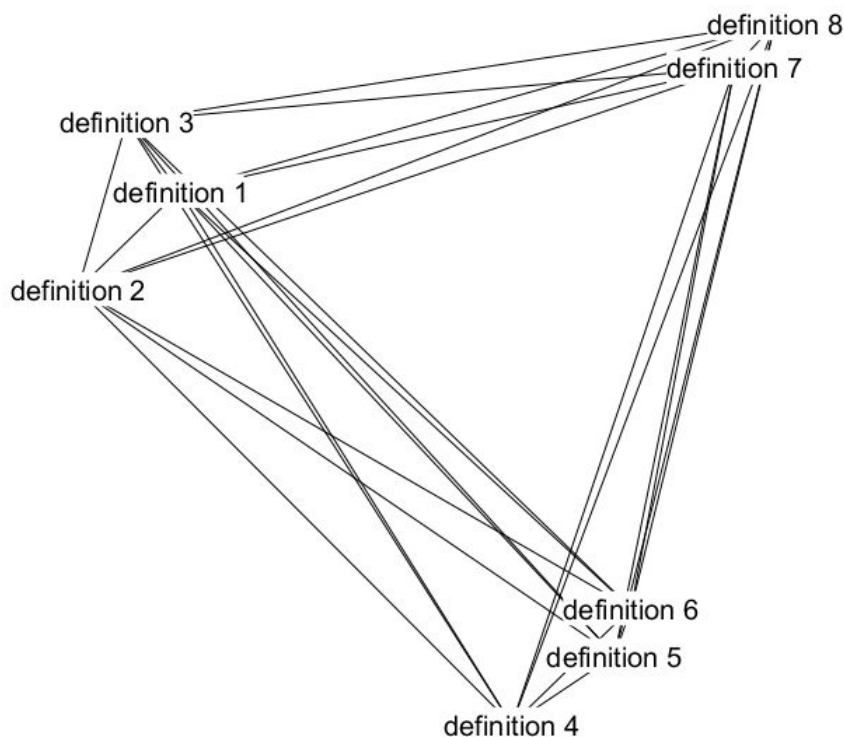 definition 8
definition 7
definition 3
definition 1
definition 2
definition 6
definition 5
definition 4